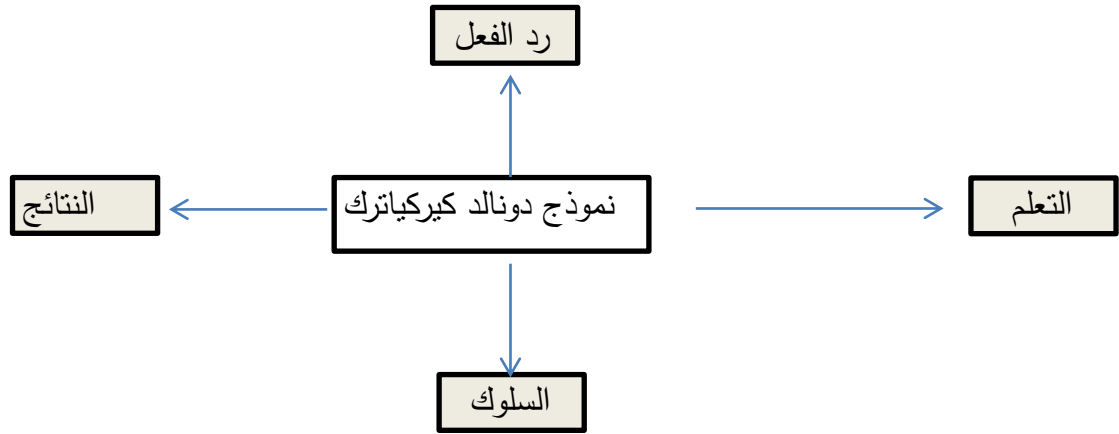 رد الفعل
نموذج دونالد كيركياترك
التعلم
النتائج
السلوك